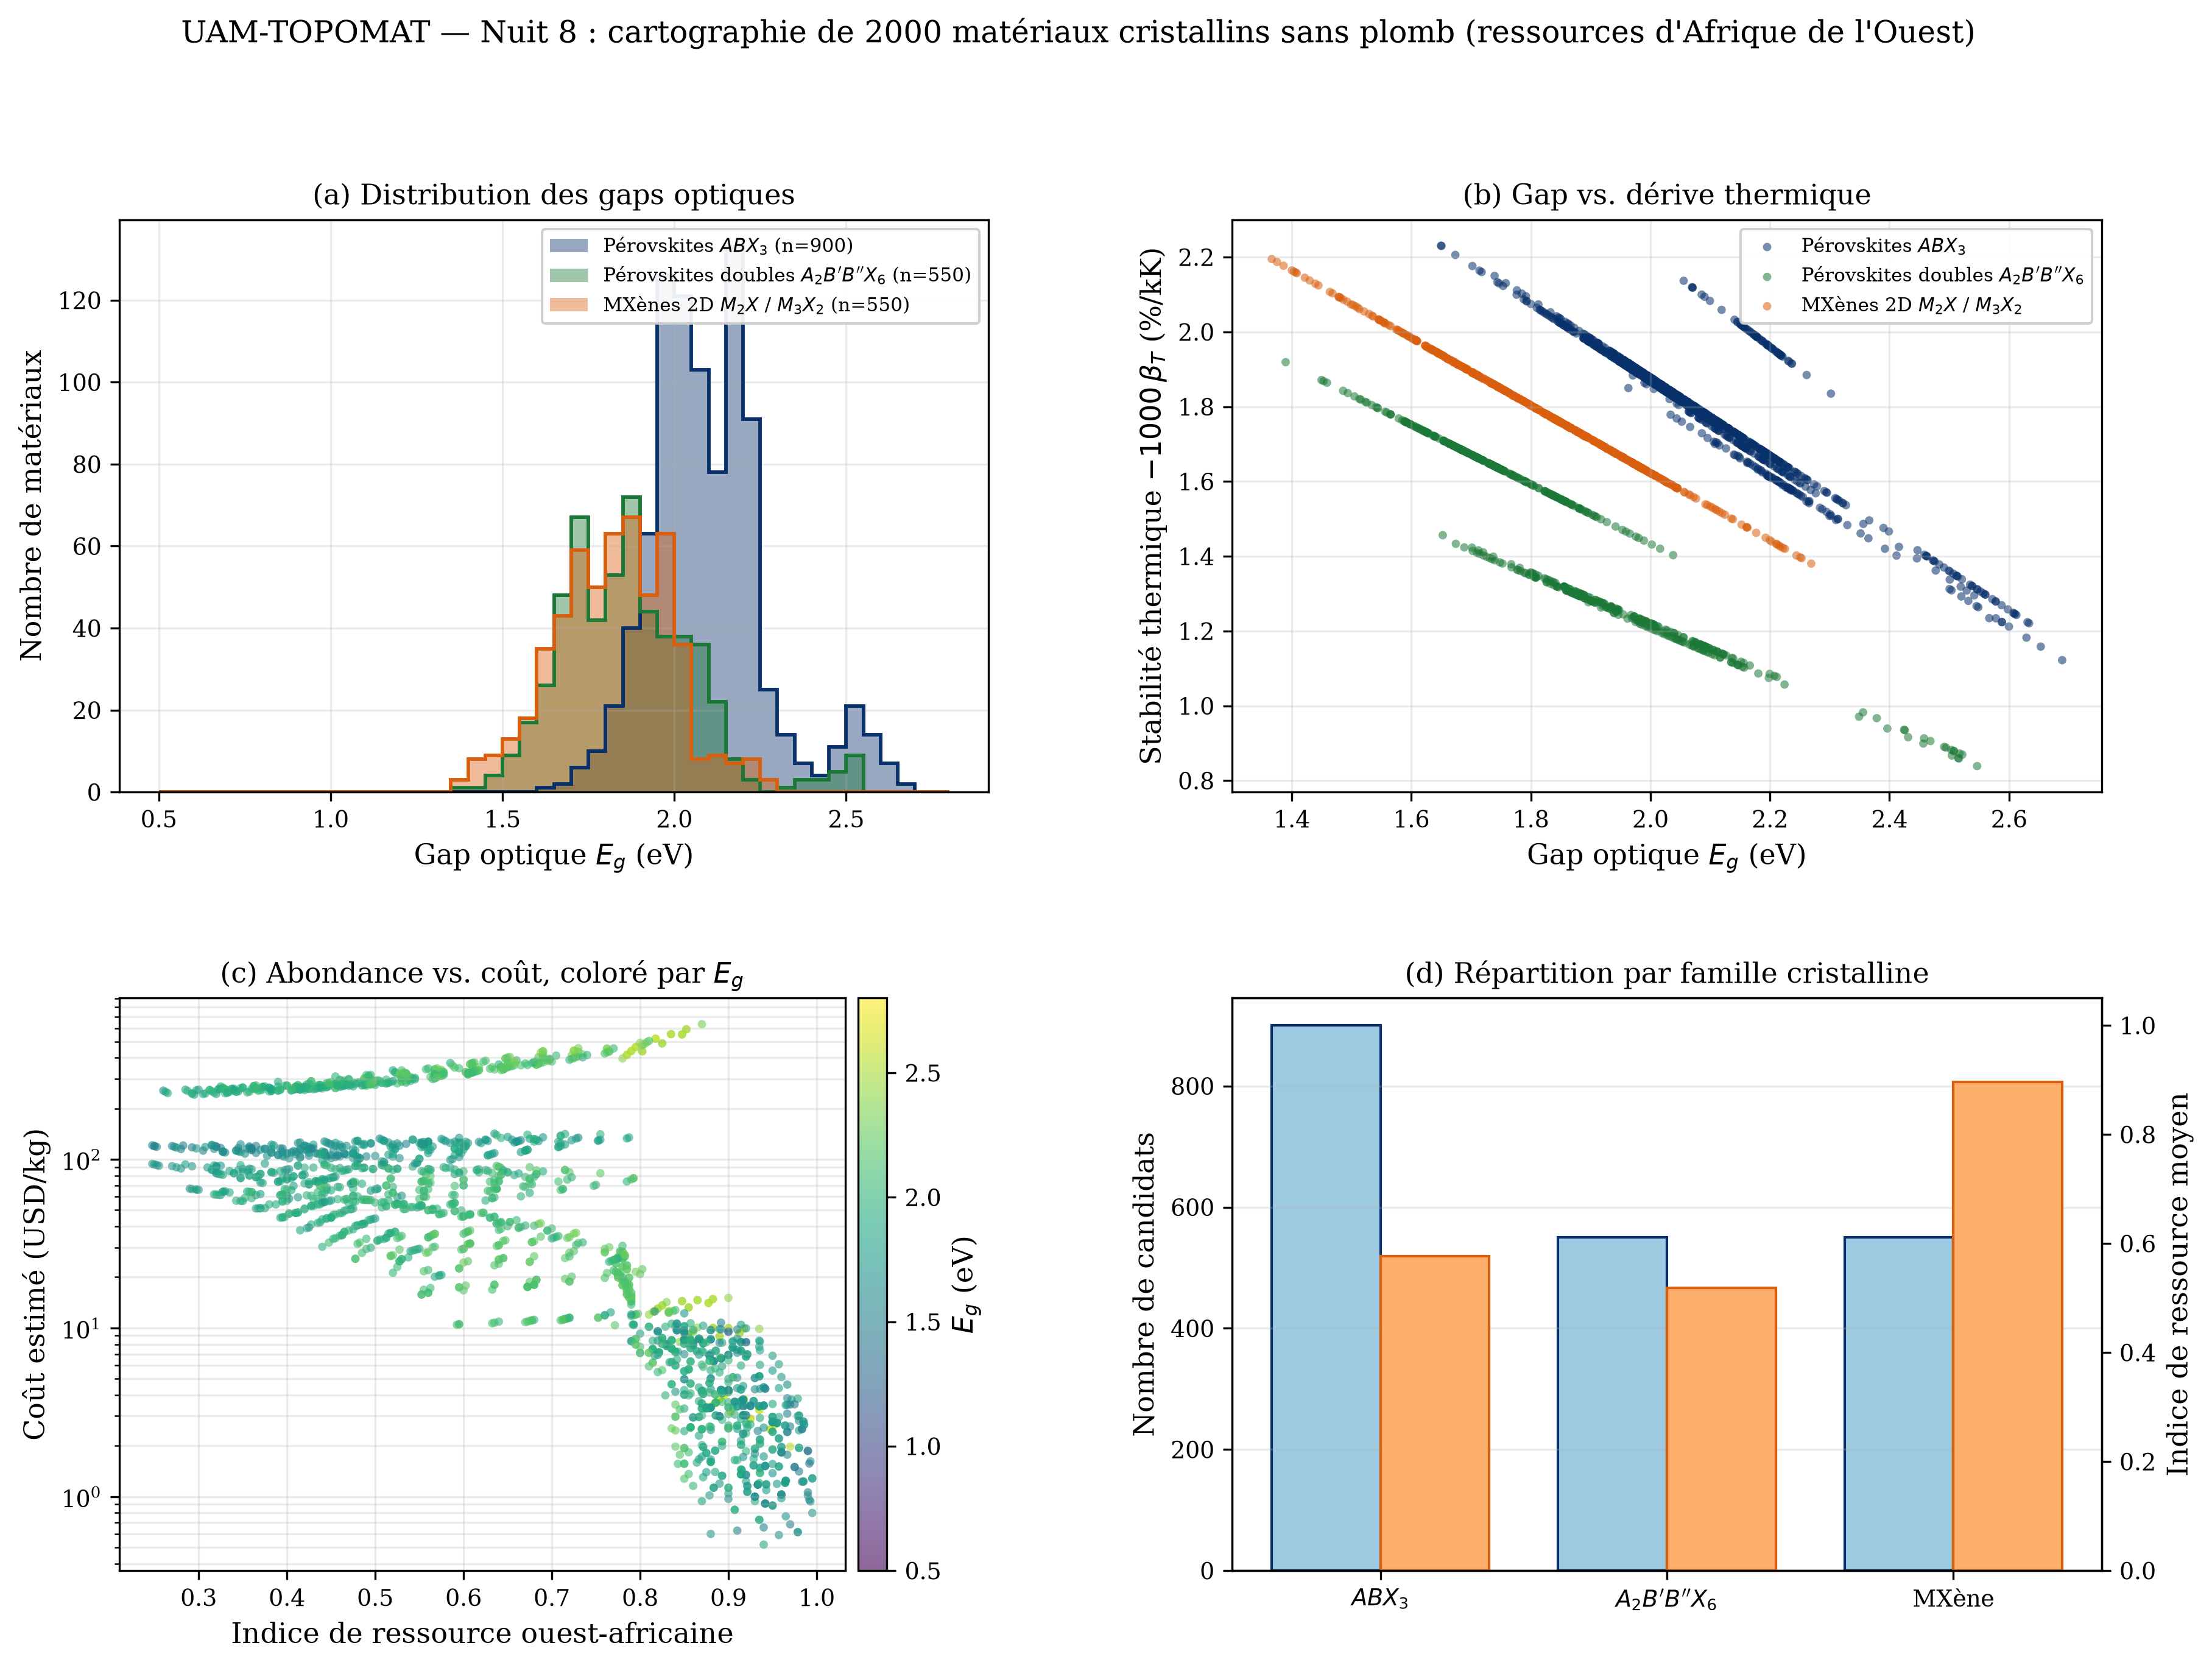 UAM-TOPOMAT — Nuit 8 : cartographie de 2000 matériaux cristallins sans plomb (ressources d'Afrique de l'Ouest)
(a) Distribution des gaps optiques
Pérovskites ABX₃ (n=900)
Pérovskites doubles A₂B′B″X₆ (n=550)
MXènes 2D M₂X / M₃X₂ (n=550)
Nombre de matériaux
120
100
80
60
40
20
0
0.5
1.0
1.5
2.0
2.5
Gap optique E_g (eV)
(b) Gap vs. dérive thermique
Pérovskites ABX₃
Pérovskites doubles A₂B′B″X₆
MXènes 2D M₂X / M₃X₂
Stabilité thermique −1000 β_T (%/kK)
2.2
2.0
1.8
1.6
1.4
1.2
1.0
0.8
1.4
1.6
1.8
2.0
2.2
2.4
2.6
Gap optique E_g (eV)
(c) Abondance vs. coût, coloré par E_g
Coût estimé (USD/kg)
10²
10¹
10⁰
0.3
0.4
0.5
0.6
0.7
0.8
0.9
1.0
Indice de ressource ouest-africaine
2.5
2.0
1.5
1.0
0.5
E_g (eV)
(d) Répartition par famille cristalline
Nombre de candidats
800
600
400
200
0
ABX₃
A₂B′B″X₆
MXène
1.0
0.8
0.6
0.4
0.2
0.0
Indice de ressource moyen